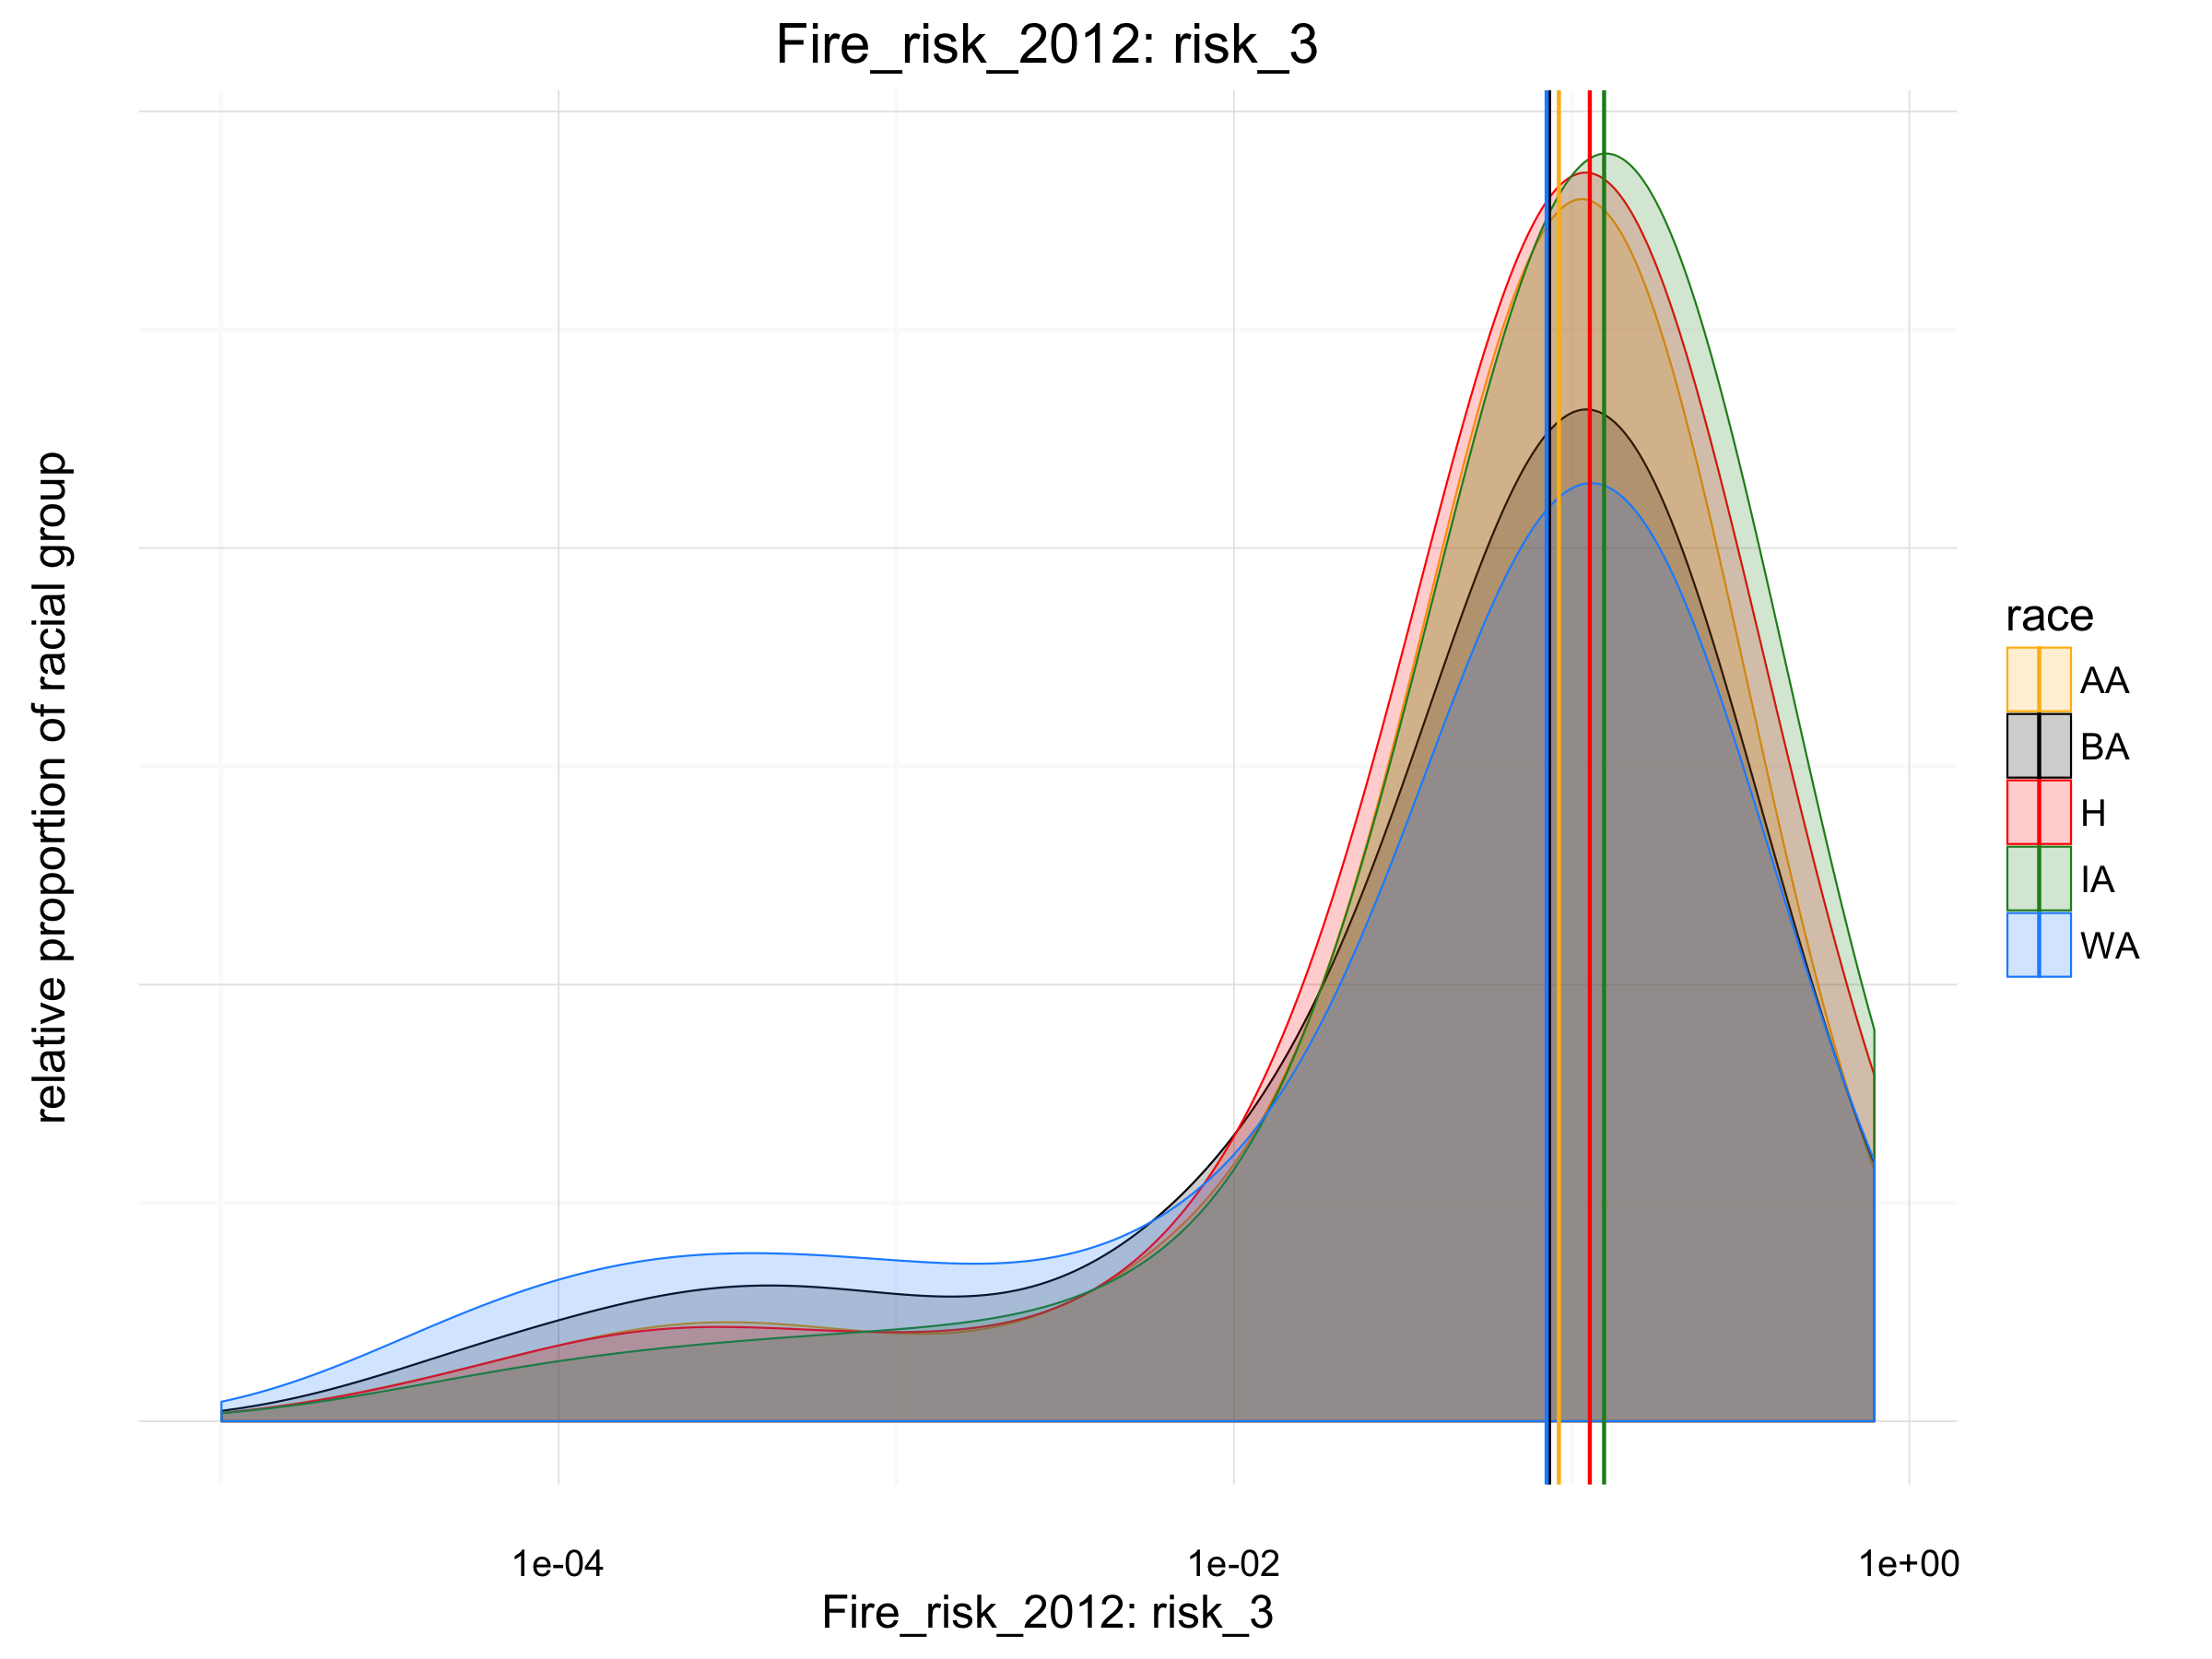 Fire_risk_2012: risk_3
relative proportion of racial group
race
AA
BA
H
IA
WA
1e-04
1e-02
1e+00
Fire_risk_2012: risk_3